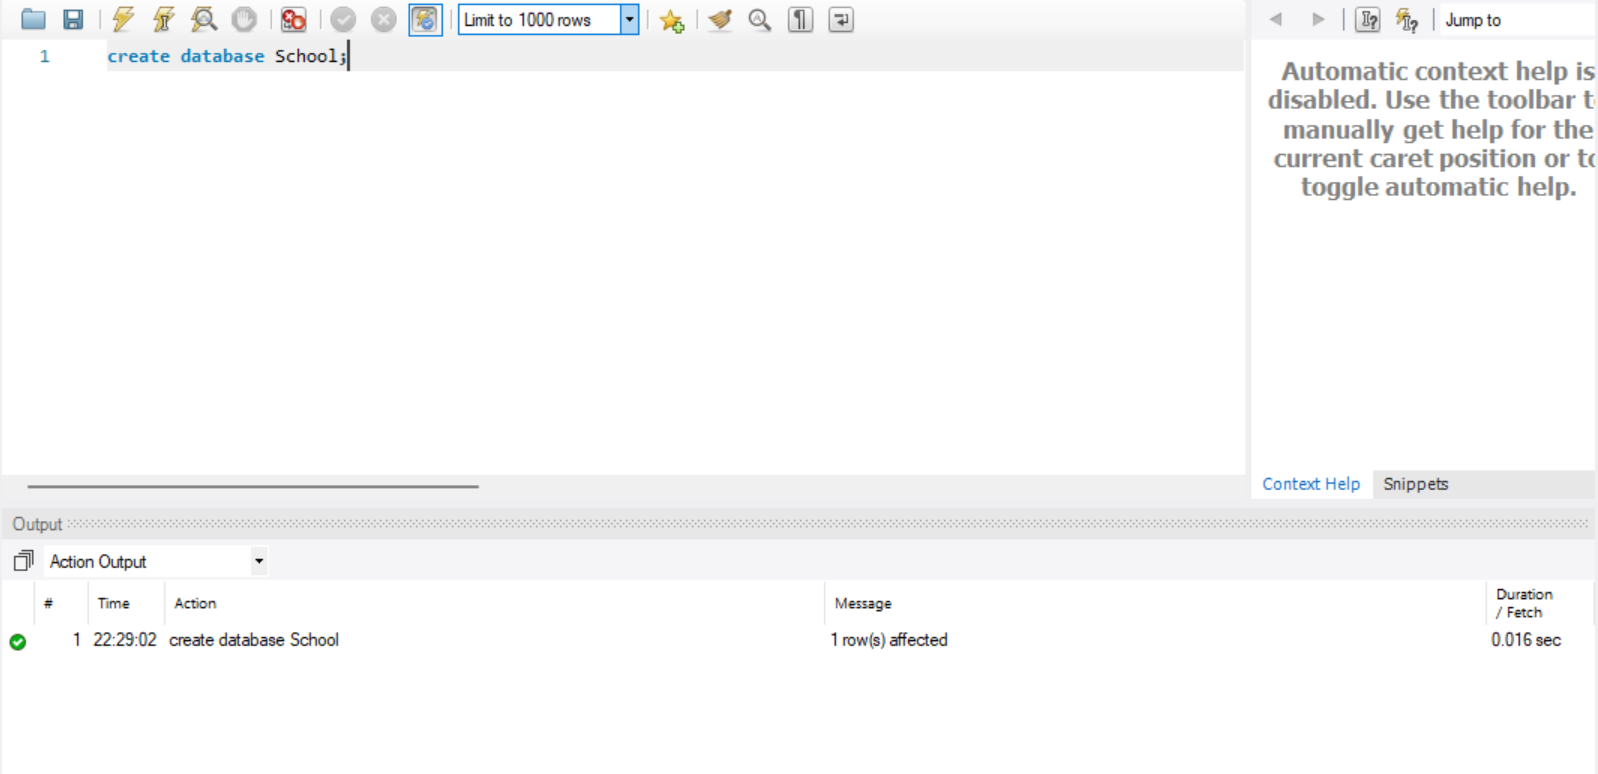 Limit to 1000 rows
Jump to
1 create database School;
Automatic context help is
disabled. Use the toolbar t
manually get help for the
current caret position or to
toggle automatic help.
Context Help Snippets
Output
Action Output
# Time Action Message Duration / Fetch
1 22:29:02 create database School 1 row(s) affected 0.016 sec